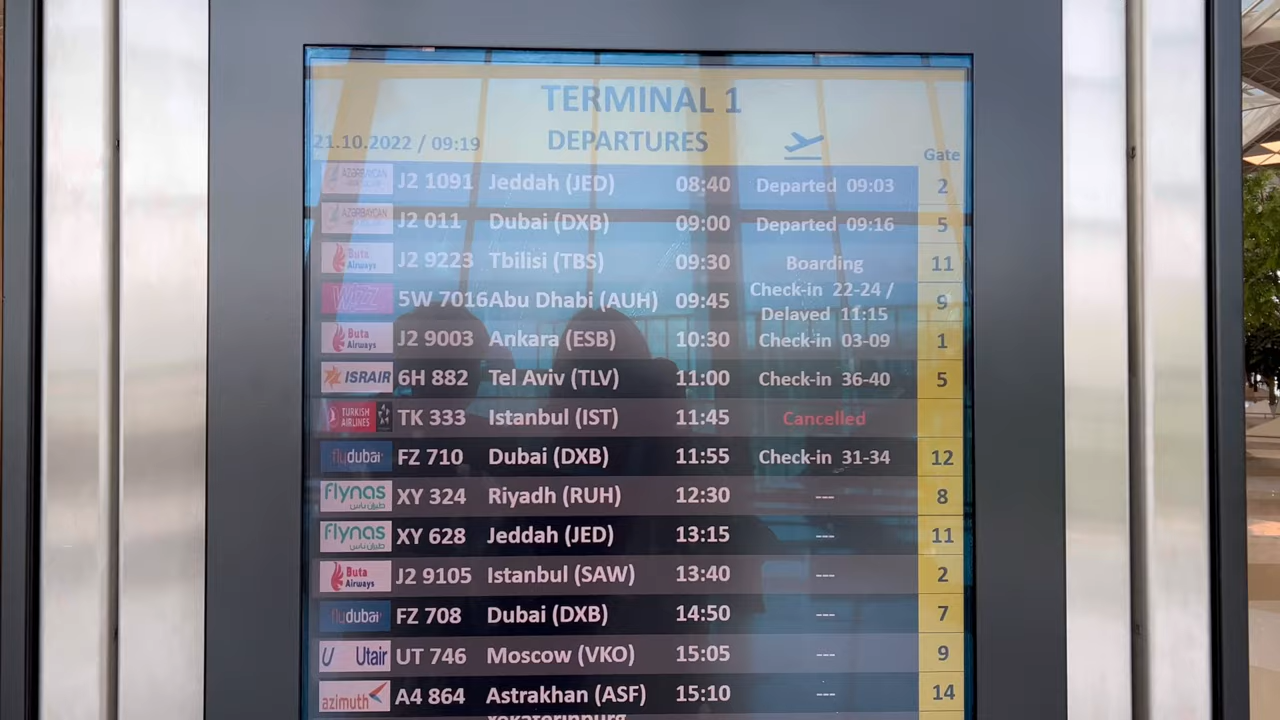 TERMINAL 1
21.10.2022 / 09:19 DEPARTURES
Gate
AZERBAYCAN J2 1091 Jeddah (JED) 08:40 Departed 09:03 2
AZERBAYCAN J2 011 Dubai (DXB) 09:00 Departed 09:16 5
Buta Airways J2 9223 Tbilisi (TBS) 09:30 Boarding 11
WIZZ 5W 7016 Abu Dhabi (AUH) 09:45 Check-in 22-24 / Delayed 11:15 9
Buta Airways J2 9003 Ankara (ESB) 10:30 Check-in 03-09 1
ISRAIR 6H 882 Tel Aviv (TLV) 11:00 Check-in 36-40 5
TURKISH AIRLINES TK 333 Istanbul (IST) 11:45 Cancelled
flydubai FZ 710 Dubai (DXB) 11:55 Check-in 31-34 12
flynas طيران ناس XY 324 Riyadh (RUH) 12:30 --- 8
flynas طيران ناس XY 628 Jeddah (JED) 13:15 --- 11
Buta Airways J2 9105 Istanbul (SAW) 13:40 --- 2
flydubai FZ 708 Dubai (DXB) 14:50 --- 7
Utair UT 746 Moscow (VKO) 15:05 --- 9
azimuth A4 864 Astrakhan (ASF) 15:10 --- 14